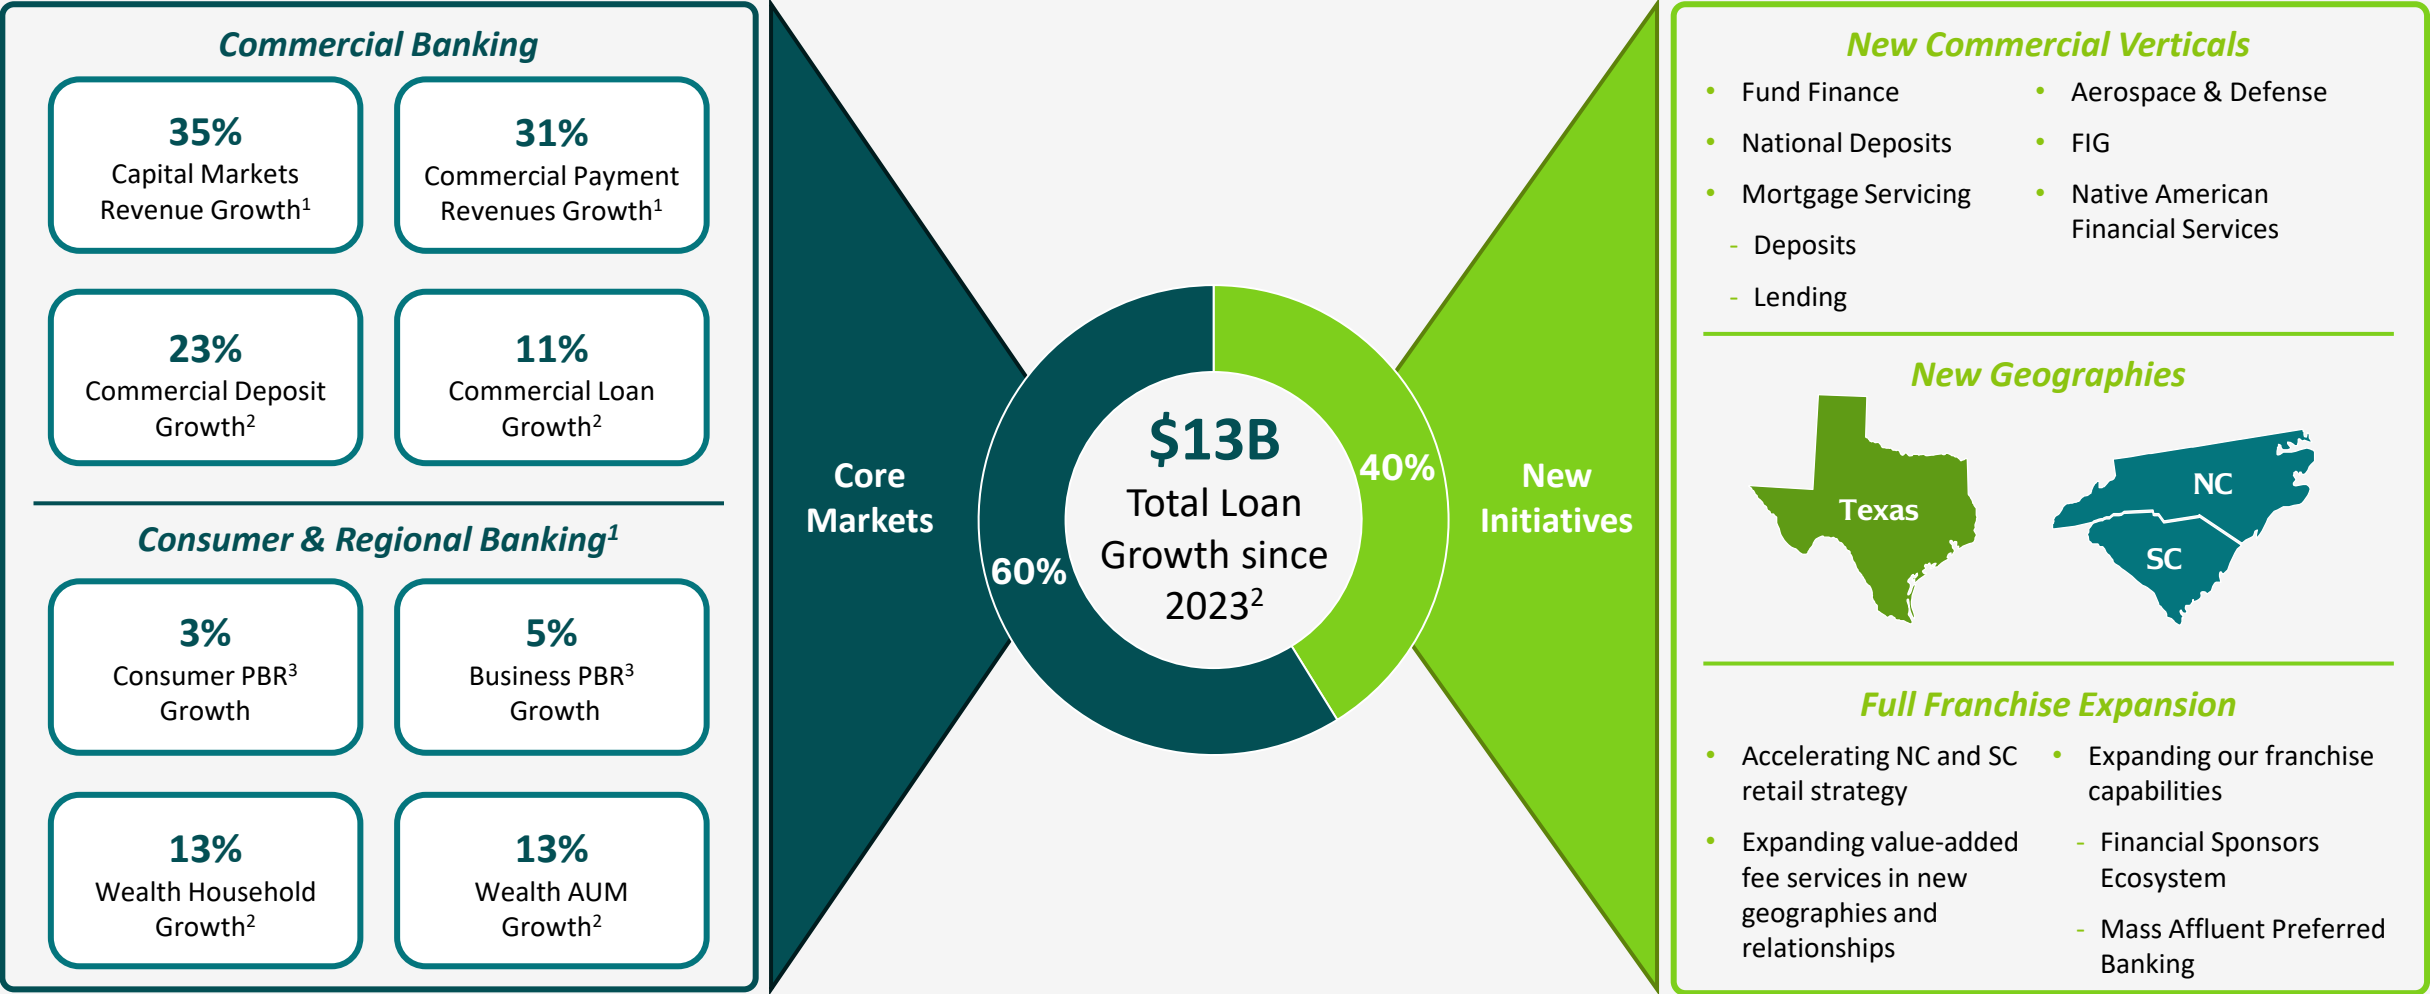 Commercial Banking
35%
Capital Markets
Revenue Growth¹
31%
Commercial Payment
Revenues Growth¹
23%
Commercial Deposit
Growth²
11%
Commercial Loan
Growth²
Consumer & Regional Banking¹
3%
Consumer PBR³
Growth
5%
Business PBR³
Growth
13%
Wealth Household
Growth²
13%
Wealth AUM
Growth²
Core
Markets
60%
$13B
Total Loan
Growth since
2023²
40%
New
Initiatives
New Commercial Verticals
• Fund Finance
• National Deposits
• Mortgage Servicing
- Deposits
- Lending
• Aerospace & Defense
• FIG
• Native American
Financial Services
New Geographies
Texas
NC
SC
Full Franchise Expansion
• Accelerating NC and SC
retail strategy
• Expanding value-added
fee services in new
geographies and
relationships
• Expanding our franchise
capabilities
- Financial Sponsors
Ecosystem
- Mass Affluent Preferred
Banking